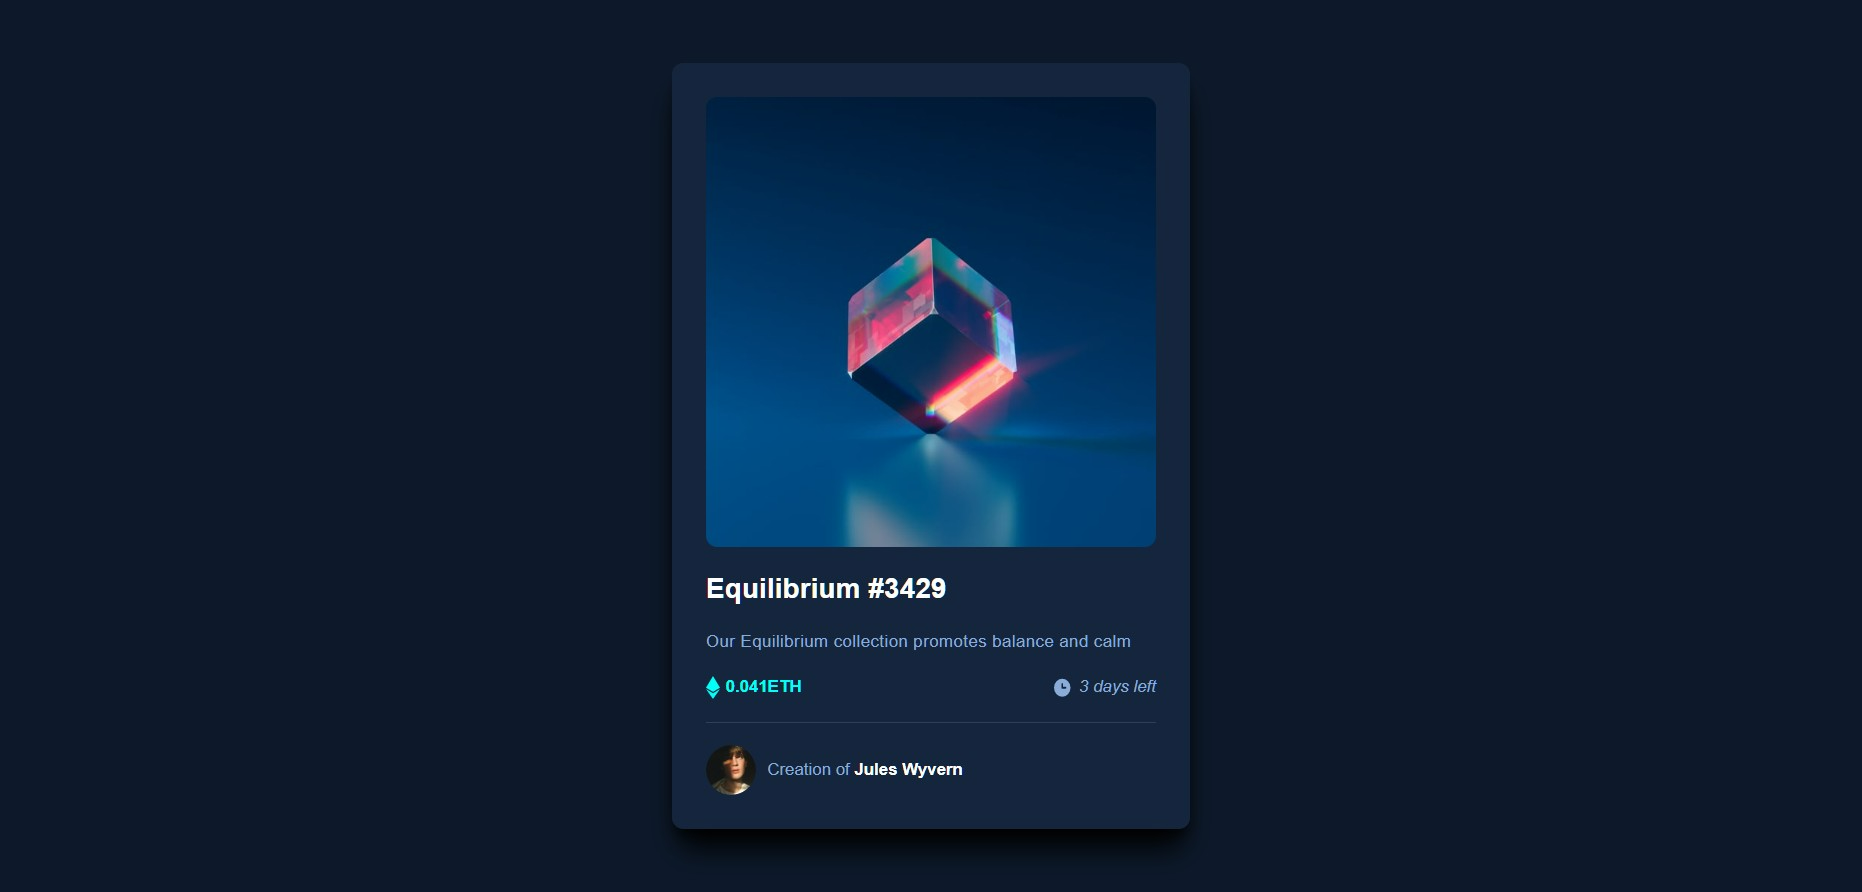 Equilibrium #3429
Our Equilibrium collection promotes balance and calm
0.041ETH
3 days left
Creation of Jules Wyvern